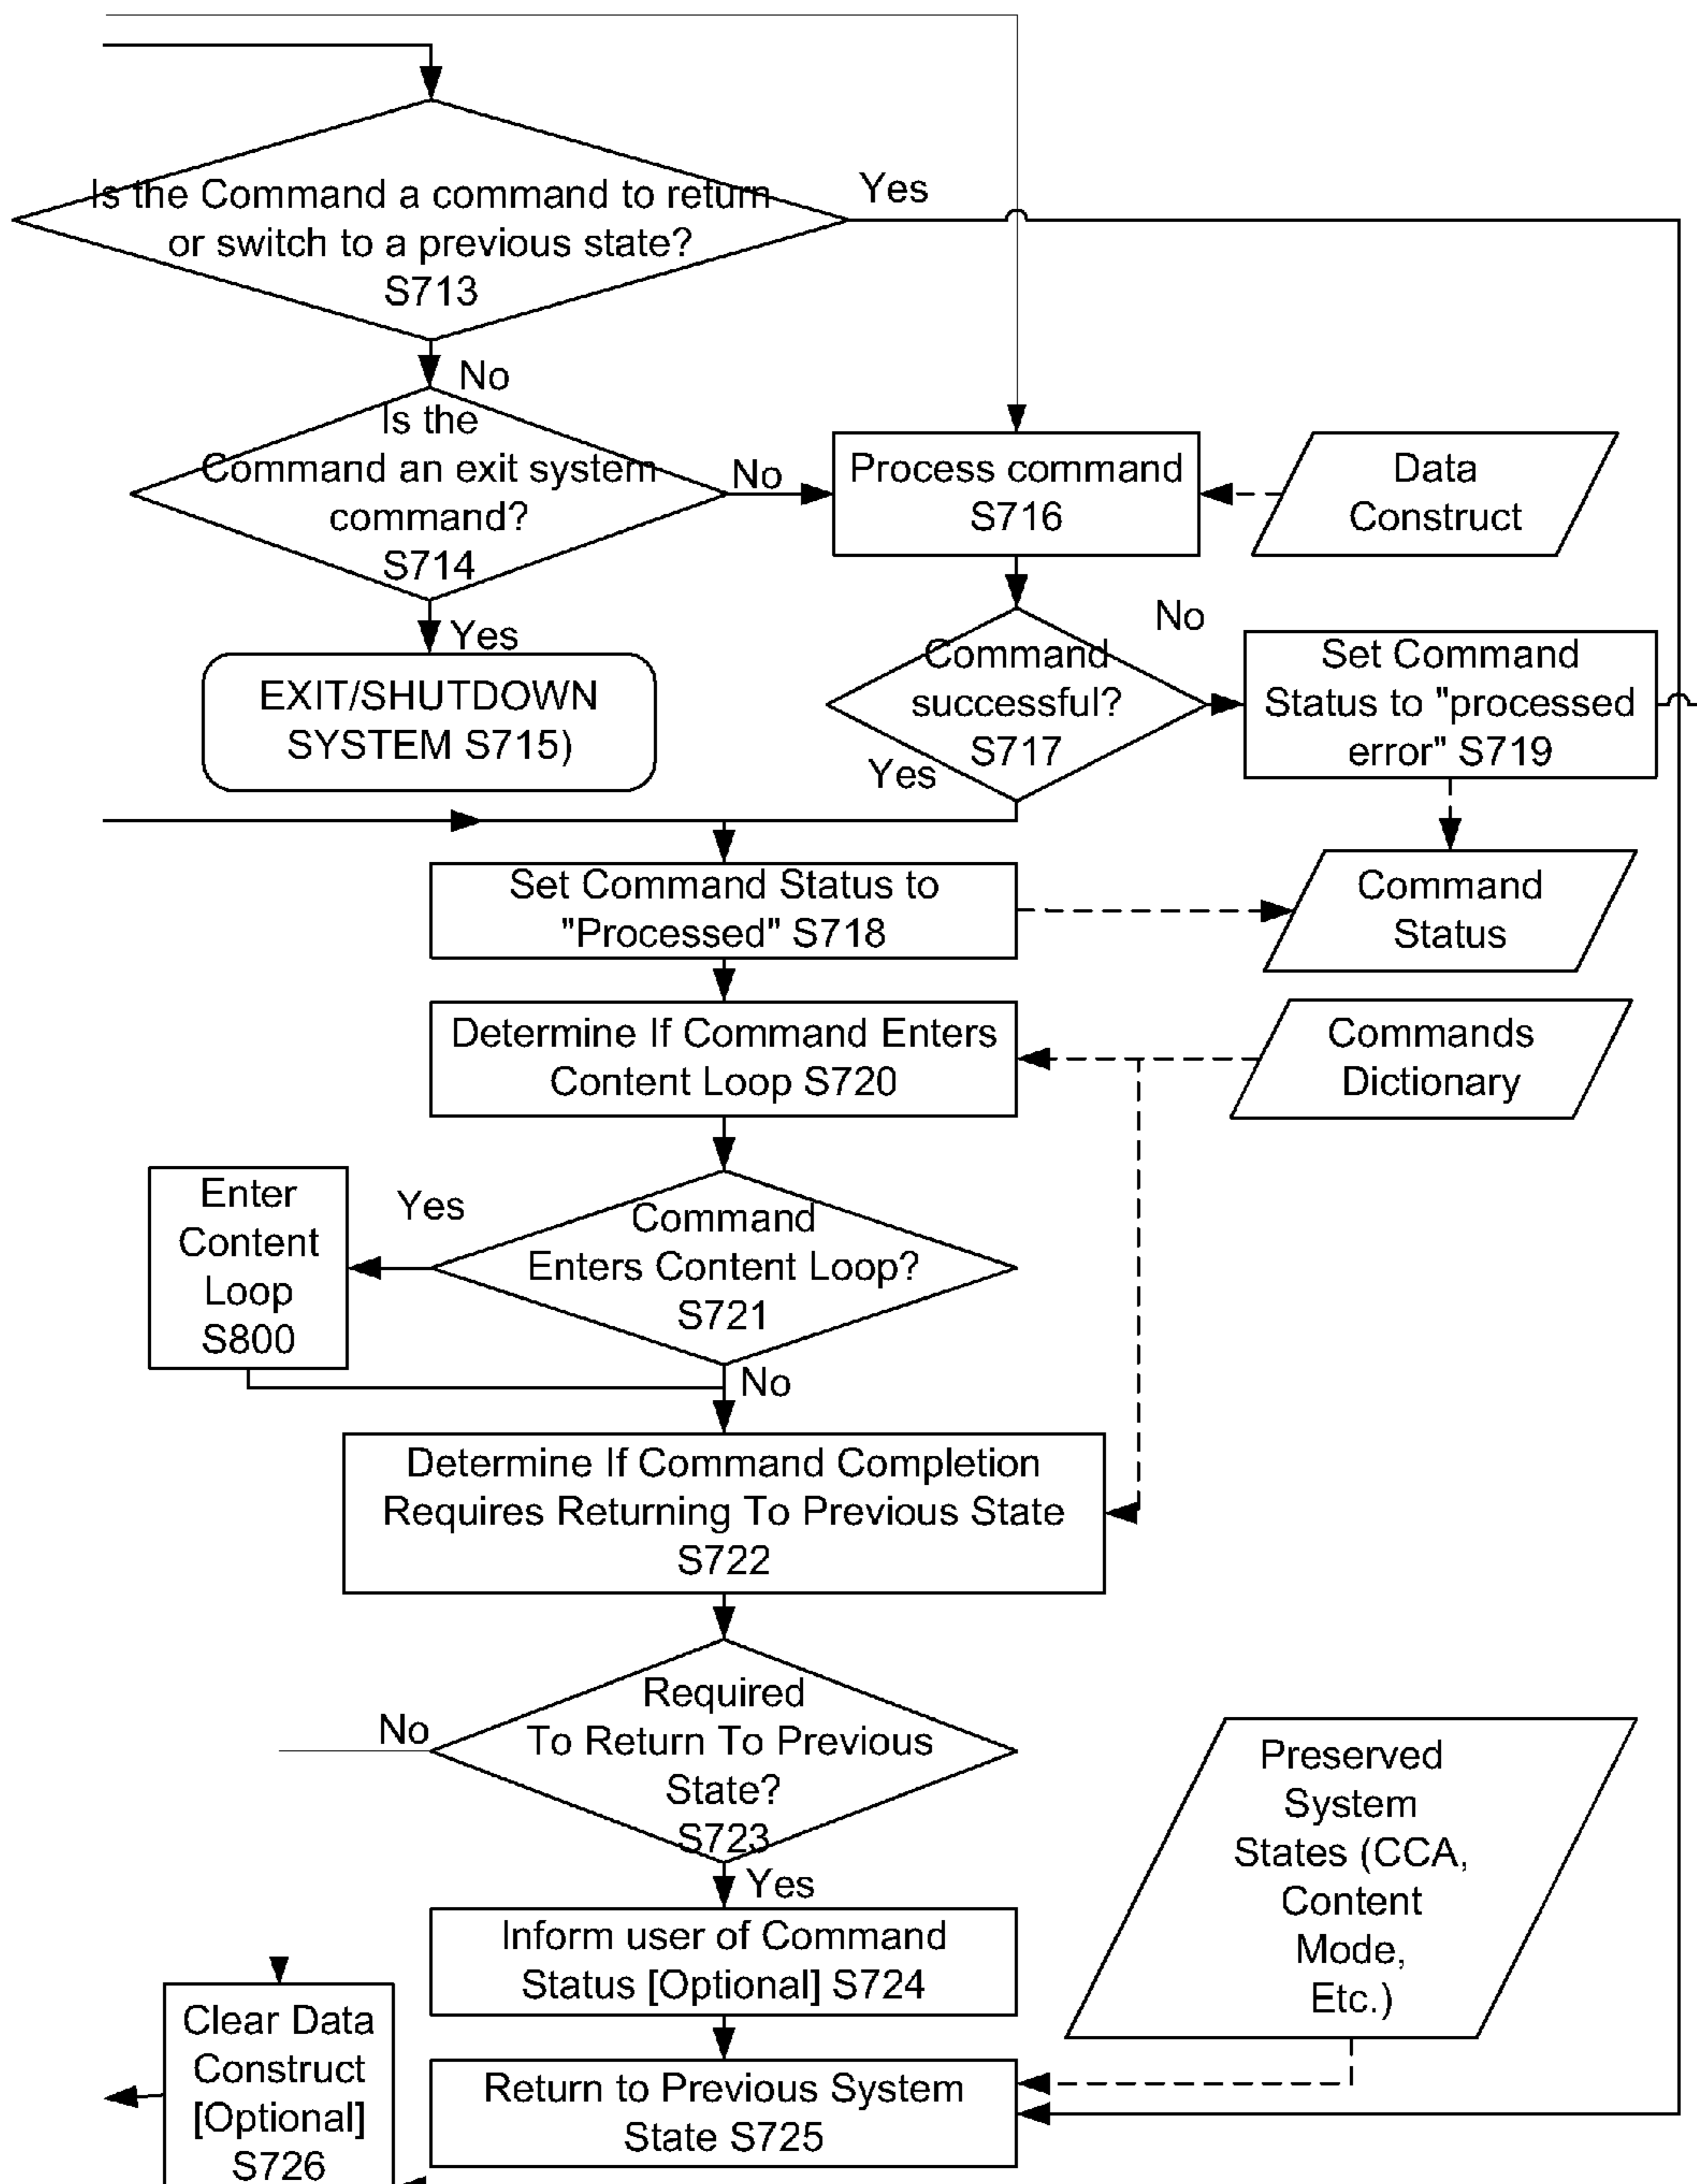 Is the Command a command to return
or switch to a previous state?
S713
Yes
No
Is the
Command an exit system
command?
S714
No
Process command
S716
Data
Construct
Yes
EXIT/SHUTDOWN
SYSTEM S715)
Command
successful?
S717
No
Yes
Set Command
Status to "processed
error" S719
Set Command Status to
"Processed" S718
Command
Status
Determine If Command Enters
Content Loop S720
Commands
Dictionary
Enter
Content
Loop
S800
Yes
Command
Enters Content Loop?
S721
No
Determine If Command Completion
Requires Returning To Previous State
S722
No
Required
To Return To Previous
State?
S723
Yes
Preserved
System
States (CCA,
Content
Mode,
Etc.)
Inform user of Command
Status [Optional] S724
Clear Data
Construct
[Optional]
S726
Return to Previous System
State S725